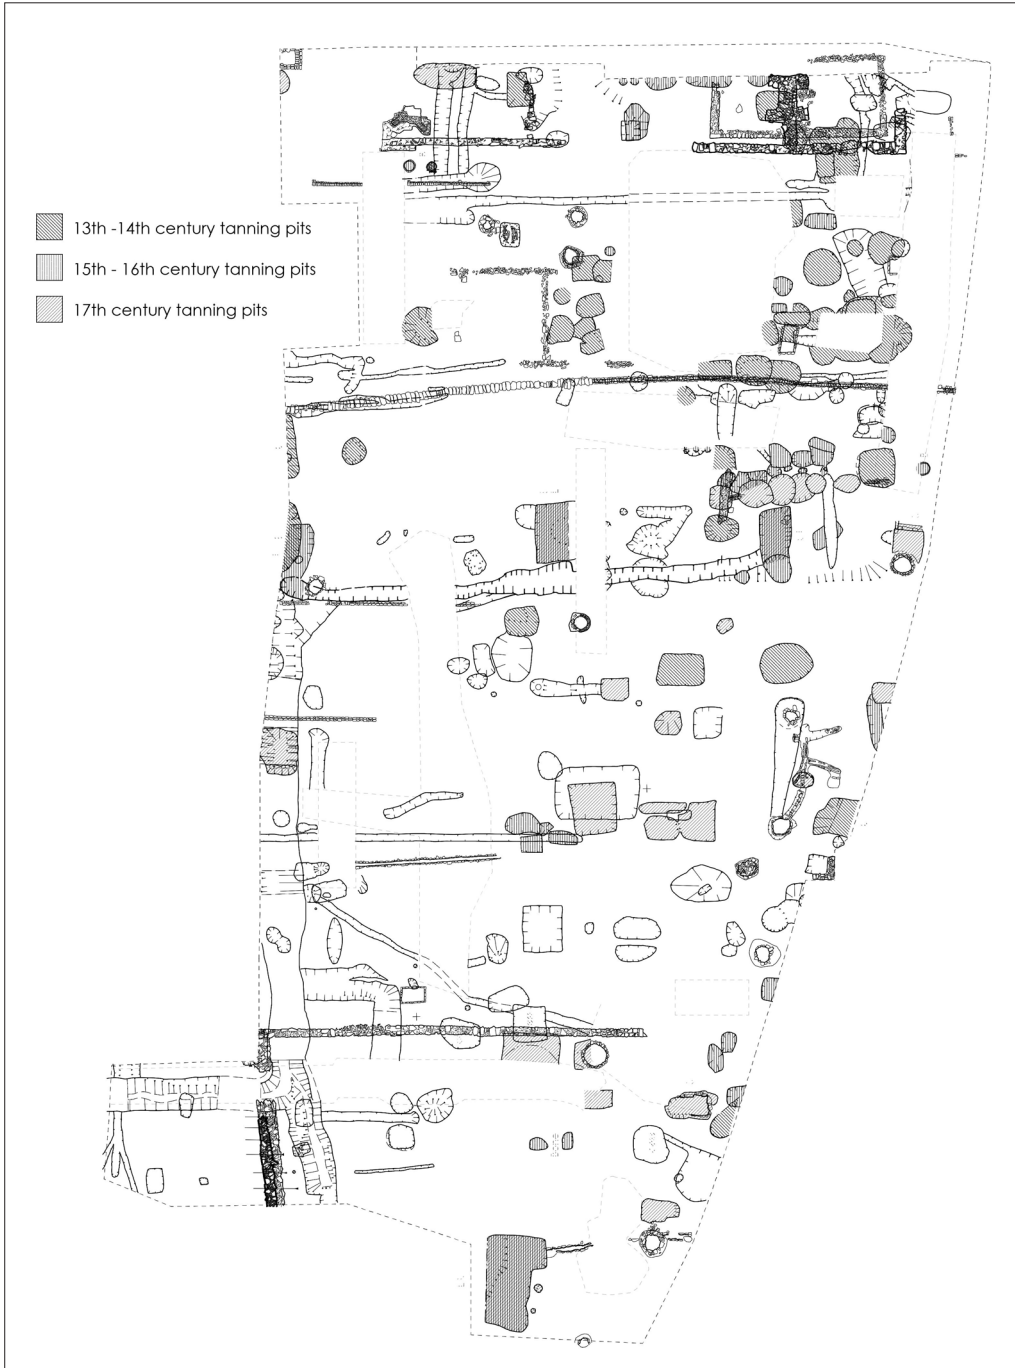 13th -14th century tanning pits
15th - 16th century tanning pits
17th century tanning pits